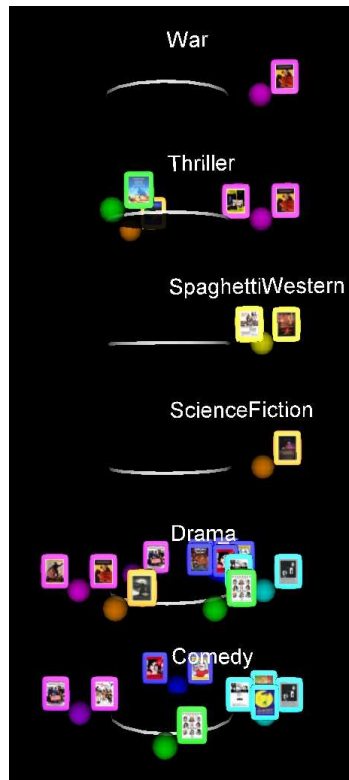 War
Thriller
SpaghettiWestern
ScienceFiction
Drama
Comedy